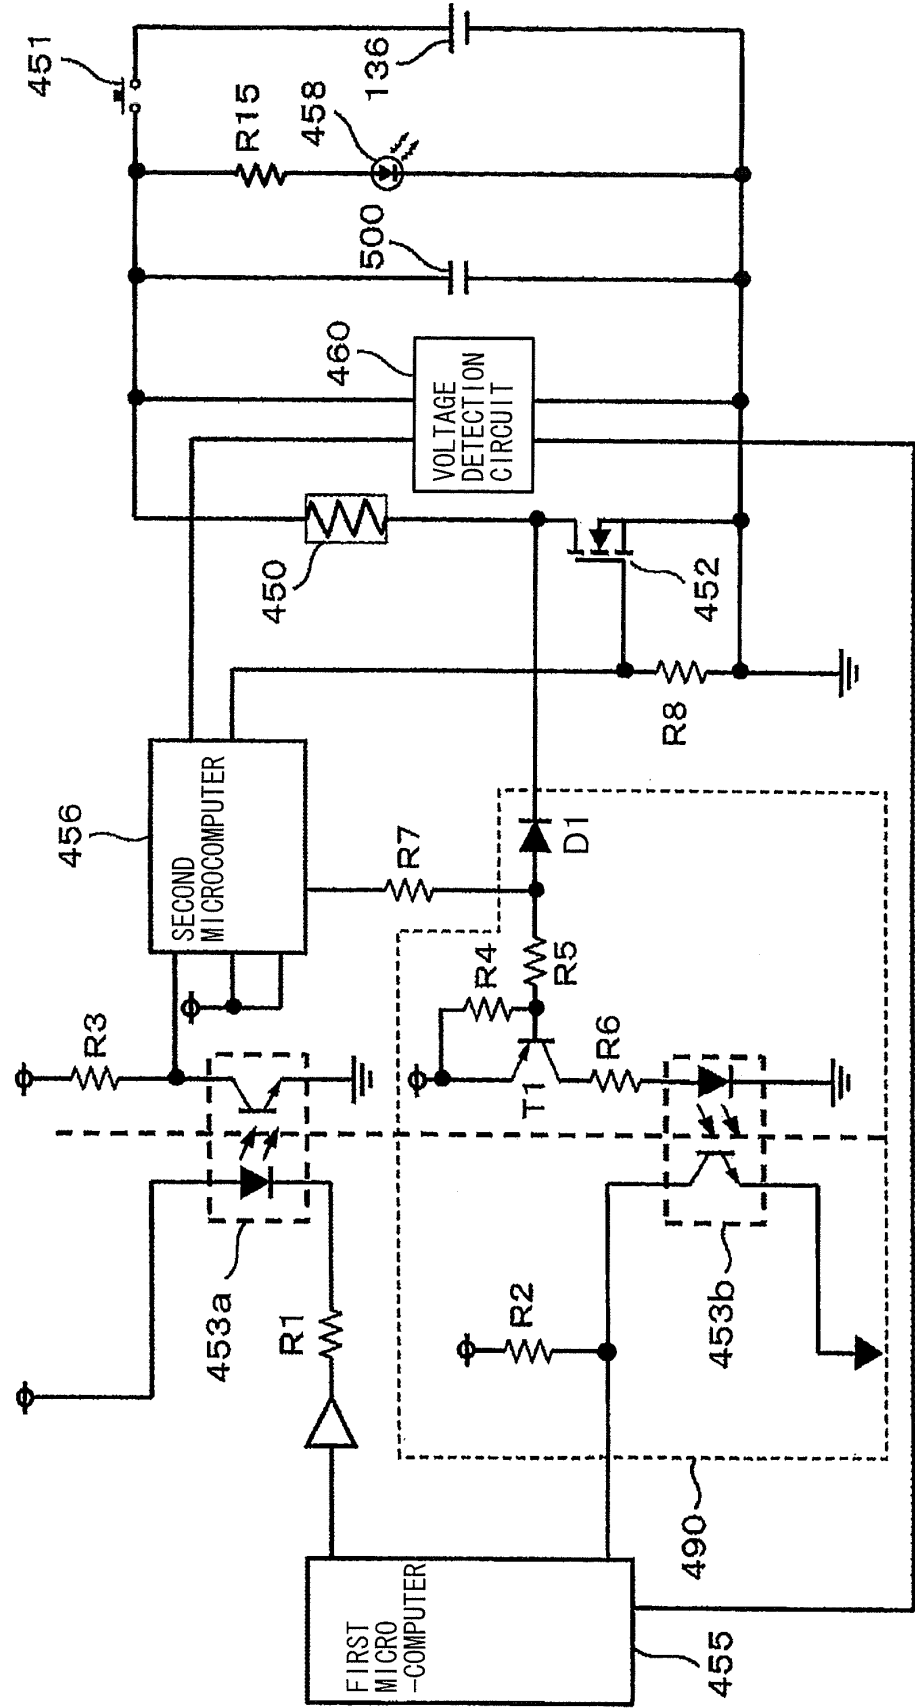 451
136
R15
458
500
460
VOLTAGE
DETECTION
CIRCUIT
450
452
R8
456
SECOND
MICROCOMPUTER
R7
D1
R3
R4
R5
T1
R6
453a
R1
R2
453b
490
FIRST
MICRO
-COMPUTER
455